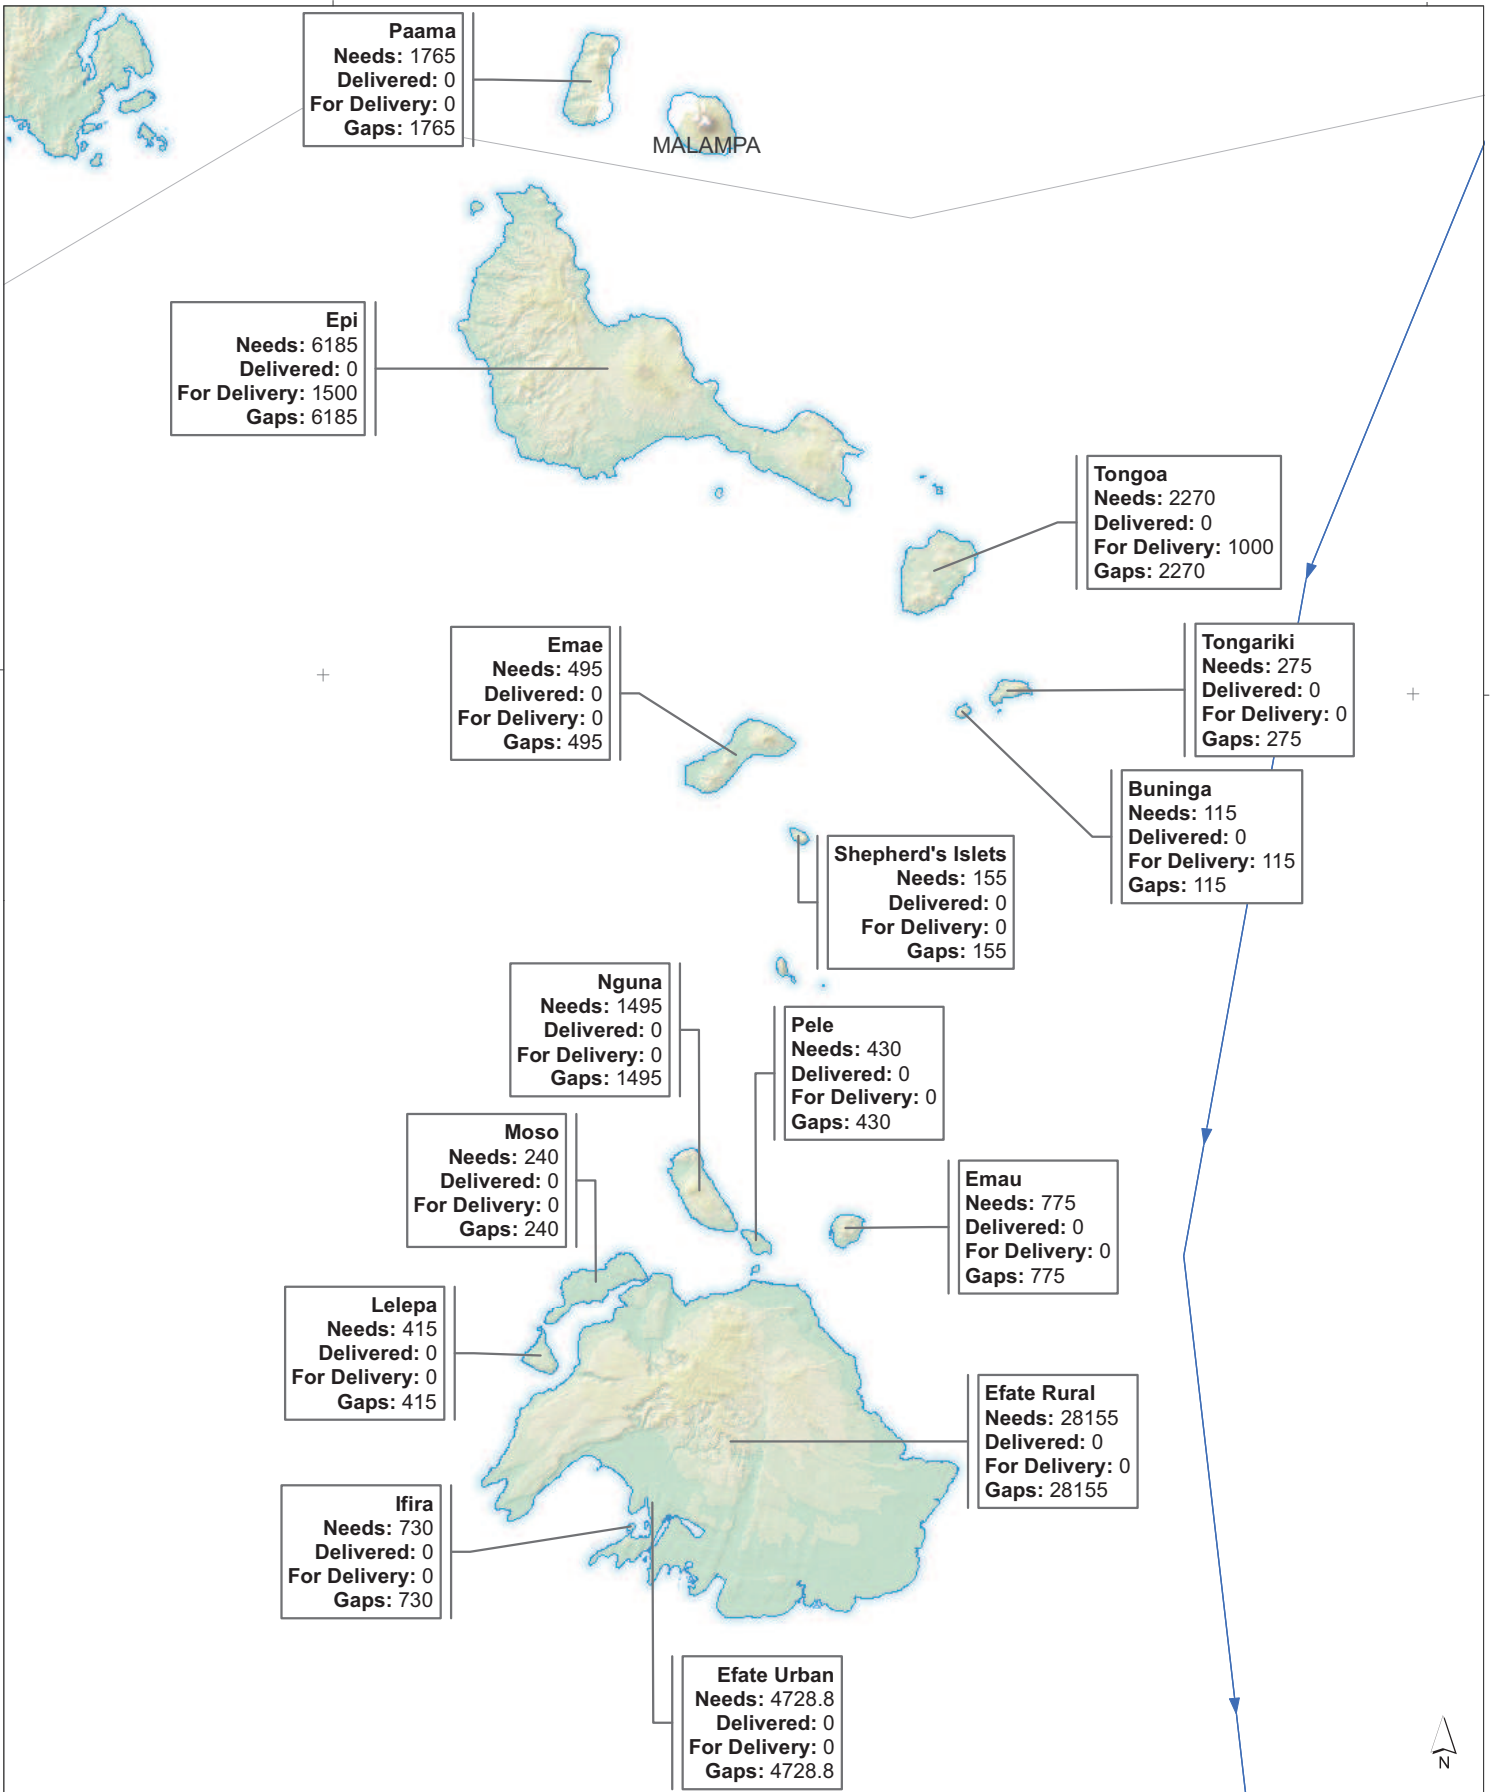 Paama
Needs: 1765
Delivered: 0
For Delivery: 0
Gaps: 1765
MALAMPA
Epi
Needs: 6185
Delivered: 0
For Delivery: 1500
Gaps: 6185
Tongoa
Needs: 2270
Delivered: 0
For Delivery: 1000
Gaps: 2270
Emae
Needs: 495
Delivered: 0
For Delivery: 0
Gaps: 495
Tongariki
Needs: 275
Delivered: 0
For Delivery: 0
Gaps: 275
Buninga
Needs: 115
Delivered: 0
For Delivery: 115
Gaps: 115
Shepherd's Islets
Needs: 155
Delivered: 0
For Delivery: 0
Gaps: 155
Nguna
Needs: 1495
Delivered: 0
For Delivery: 0
Gaps: 1495
Pele
Needs: 430
Delivered: 0
For Delivery: 0
Gaps: 430
Moso
Needs: 240
Delivered: 0
For Delivery: 0
Gaps: 240
Emau
Needs: 775
Delivered: 0
For Delivery: 0
Gaps: 775
Lelepa
Needs: 415
Delivered: 0
For Delivery: 0
Gaps: 415
Efate Rural
Needs: 28155
Delivered: 0
For Delivery: 0
Gaps: 28155
Ifira
Needs: 730
Delivered: 0
For Delivery: 0
Gaps: 730
Efate Urban
Needs: 4728.8
Delivered: 0
For Delivery: 0
Gaps: 4728.8
N